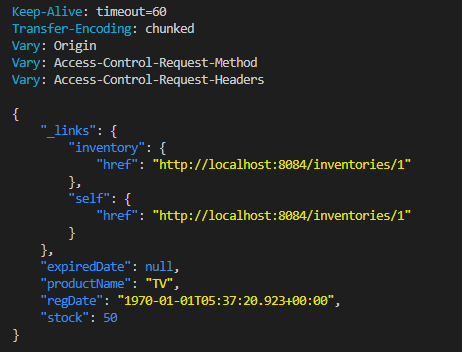 Keep-Alive: timeout=60
Transfer-Encoding: chunked
Vary: Origin
Vary: Access-Control-Request-Method
Vary: Access-Control-Request-Headers

{
    "_links": {
        "inventory": {
            "href": "http://localhost:8084/inventories/1"
        },
        "self": {
            "href": "http://localhost:8084/inventories/1"
        }
    },
    "expiredDate": null,
    "productName": "TV",
    "regDate": "1970-01-01T05:37:20.923+00:00",
    "stock": 50
}